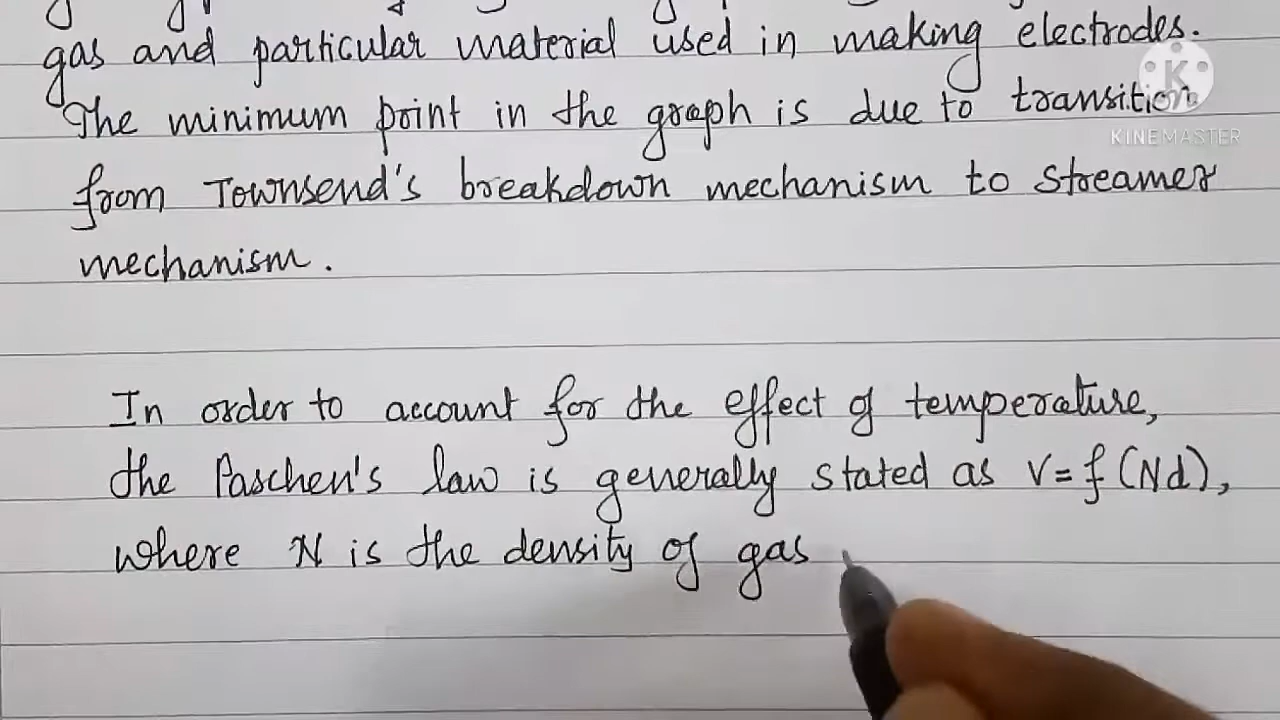 gas and particular material used in making electrodes.
The minimum point in the graph is due to transition
from Townsend's breakdown mechanism to streamer
mechanism.
In order to account for the effect of temperature,
the Paschen's law is generally stated as V=f(Nd),
where N is the density of gas
K
KINEMASTER